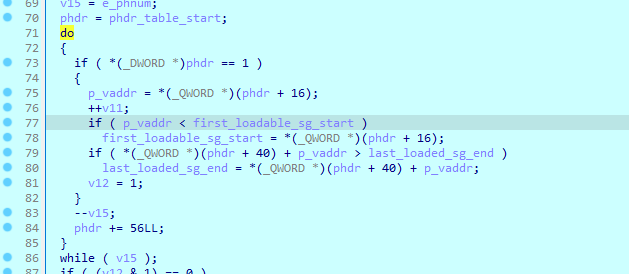 69 v15 = e_phnum;
70 phdr = phdr_table_start;
71 do
72 {
73 if ( *(_DWORD *)phdr == 1 )
74 {
75 p_vaddr = *(_QWORD *)(phdr + 16);
76 ++v11;
77 if ( p_vaddr < first_loadable_sg_start )
78 first_loadable_sg_start = *(_QWORD *)(phdr + 16);
79 if ( *(_QWORD *)(phdr + 40) + p_vaddr > last_loaded_sg_end )
80 last_loaded_sg_end = *(_QWORD *)(phdr + 40) + p_vaddr;
81 v12 = 1;
82 }
83 --v15;
84 phdr += 56LL;
85 }
86 while ( v15 );
87 if ( (v12 & 1) == 0 )